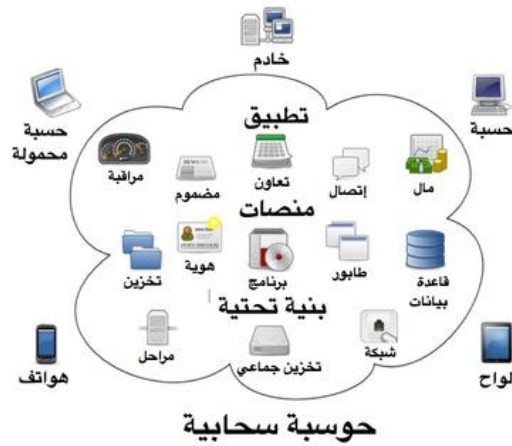 خادم
حسبة
حسبة
محمولة
تطبيق
مال
إتصال
تعاون
مضموم
مراقبة
منصات
قاعدة
بيانات
طابور
برنامج
هوية
تخزين
بنية تحتية
شبكة
تخزين جماعي
مراحل
لواح
هواتف
حوسبة سحابية